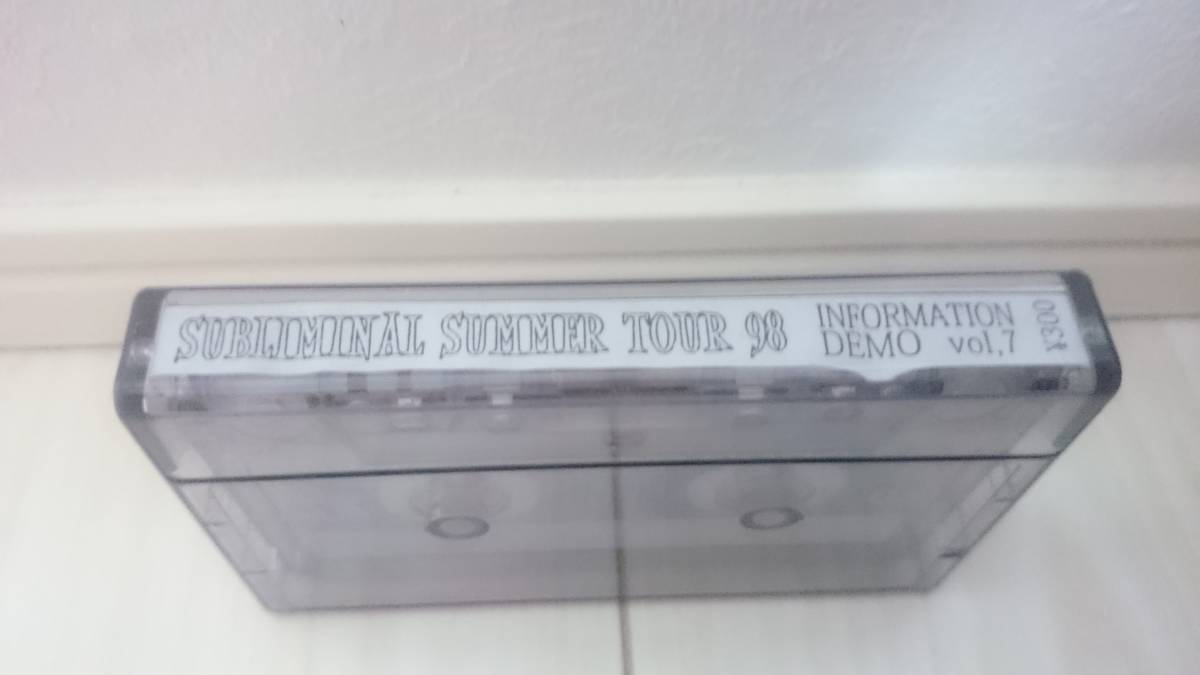 SUBLIMINAL SUMMER TOUR 98
INFORMATION
DEMO vol,7
¥300